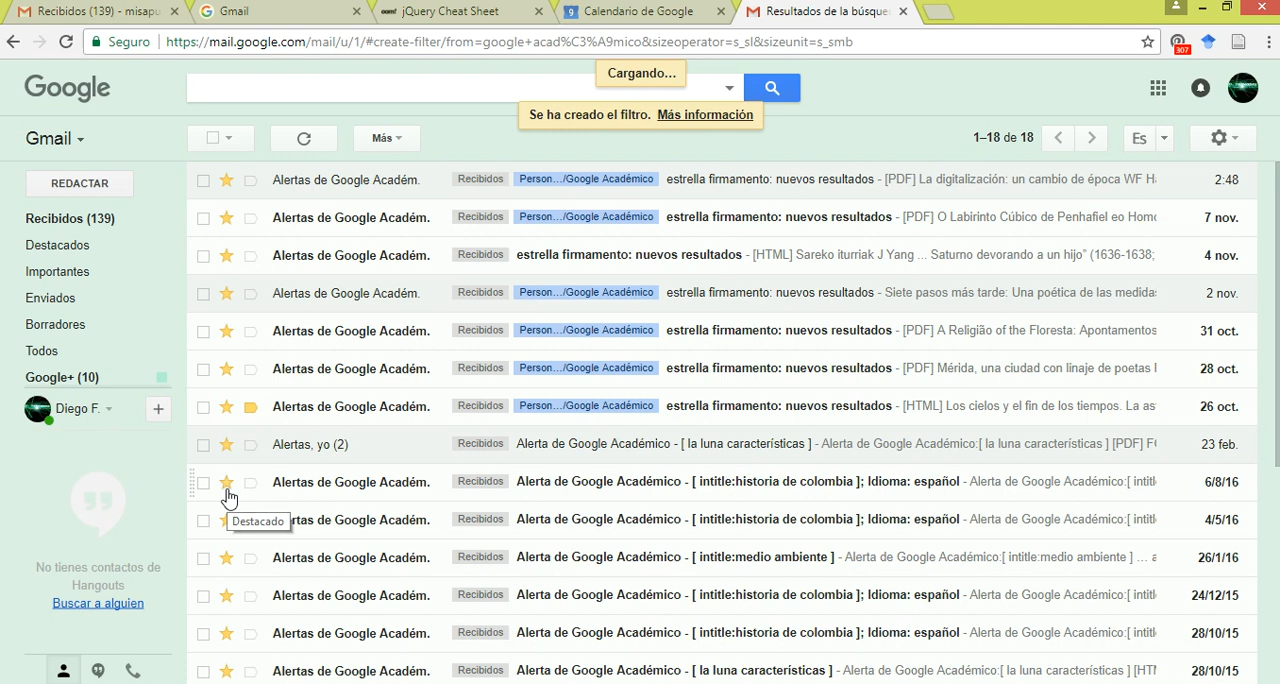 Recibidos (139) - misapu
Gmail
jQuery Cheat Sheet
Calendario de Google
Resultados de la búsque
Seguro
https://mail.google.com/mail/u/1/#create-filter/from=google+acad%C3%A9mico&sizeoperator=s_sl&sizeunit=s_smb
307
Google
Cargando...
Se ha creado el filtro. Más información
Gmail
Más
1–18 de 18
Es
REDACTAR
Recibidos (139)
Destacados
Importantes
Enviados
Borradores
Todos
Google+ (10)
Diego F.
No tienes contactos de
Hangouts
Buscar a alguien
Alertas de Google Académ. Recibidos Person.../Google Académico estrella firmamento: nuevos resultados - [PDF] La digitalización: un cambio de época WF H 2:48
Alertas de Google Académ. Recibidos Person.../Google Académico estrella firmamento: nuevos resultados - [PDF] O Labirinto Cúbico de Penhafiel eo Homo 7 nov.
Alertas de Google Académ. Recibidos estrella firmamento: nuevos resultados - [HTML] Sareko iturriak J Yang ... Saturno devorando a un hijo" (1636-1638; 4 nov.
Alertas de Google Académ. Recibidos Person.../Google Académico estrella firmamento: nuevos resultados - Siete pasos más tarde: Una poética de las medidas 2 nov.
Alertas de Google Académ. Recibidos Person.../Google Académico estrella firmamento: nuevos resultados - [PDF] A Religião of the Floresta: Apontamentos 31 oct.
Alertas de Google Académ. Recibidos Person.../Google Académico estrella firmamento: nuevos resultados - [PDF] Mérida, una ciudad con linaje de poetas 28 oct.
Alertas de Google Académ. Recibidos Person.../Google Académico estrella firmamento: nuevos resultados - [HTML] Los cielos y el fin de los tiempos. La as 26 oct.
Alertas, yo (2) Recibidos Alerta de Google Académico - [ la luna características ] - Alerta de Google Académico:[ la luna características ] [PDF] 23 feb.
Alertas de Google Académ. Recibidos Alerta de Google Académico - [ intitle:historia de colombia ]; Idioma: español - Alerta de Google Académico:[ intitl 6/8/16
Destacado
rtas de Google Académ. Recibidos Alerta de Google Académico - [ intitle:historia de colombia ]; Idioma: español - Alerta de Google Académico:[ intitl 4/5/16
Alertas de Google Académ. Recibidos Alerta de Google Académico - [ intitle:medio ambiente ] - Alerta de Google Académico:[ intitle:medio ambiente ] ... a 26/1/16
Alertas de Google Académ. Recibidos Alerta de Google Académico - [ intitle:historia de colombia ]; Idioma: español - Alerta de Google Académico:[ intitl 24/12/15
Alertas de Google Académ. Recibidos Alerta de Google Académico - [ intitle:historia de colombia ]; Idioma: español - Alerta de Google Académico:[ intitl 28/10/15
Alertas de Google Académ. Recibidos Alerta de Google Académico - [ la luna características ] - Alerta de Google Académico:[ la luna características ] [HT 28/10/15